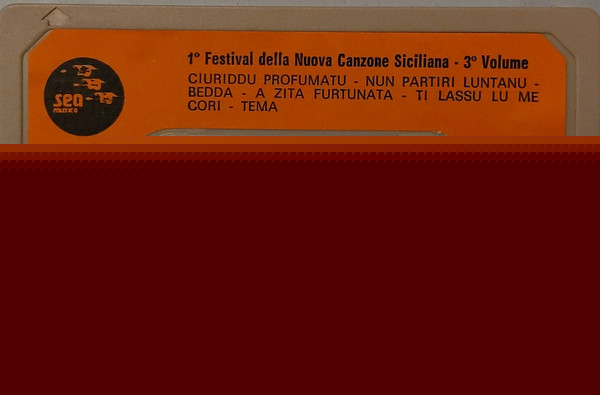 1° Festival della Nuova Canzone Siciliana - 3° Volume
CIURIDDU PROFUMATU - NUN PARTIRI LUNTANU -
BEDDA - A ZITA FURTUNATA - TI LASSU LU ME
CORI - TEMA
sea